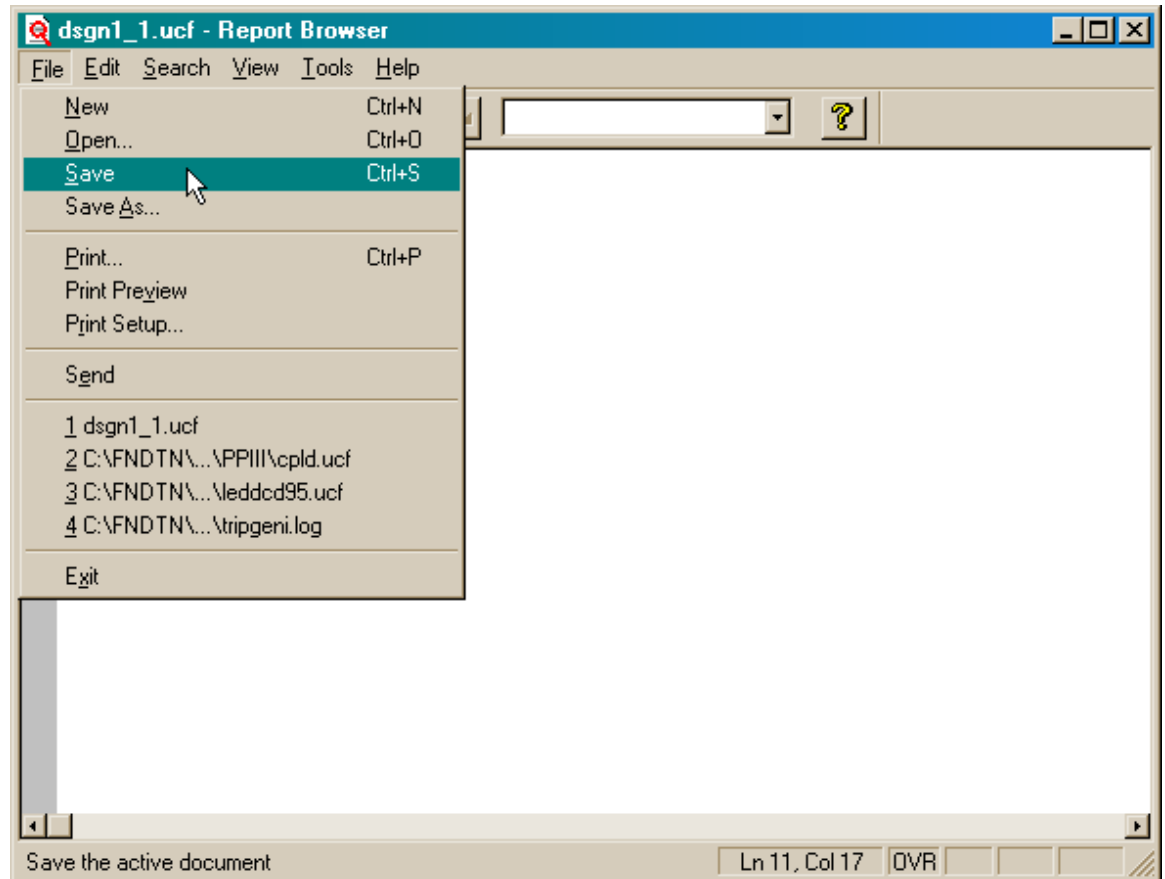 dsgn1_1.ucf - Report Browser
File Edit Search View Tools Help
New Ctrl+N
Open... Ctrl+O
Save Ctrl+S
Save As...
Print... Ctrl+P
Print Preview
Print Setup...
Send
1 dsgn1_1.ucf
2 C:\FNDTN\...\PPIII\cpld.ucf
3 C:\FNDTN\...\leddcd95.ucf
4 C:\FNDTN\...\tripgeni.log
Exit
Save the active document Ln 11, Col 17 OVR